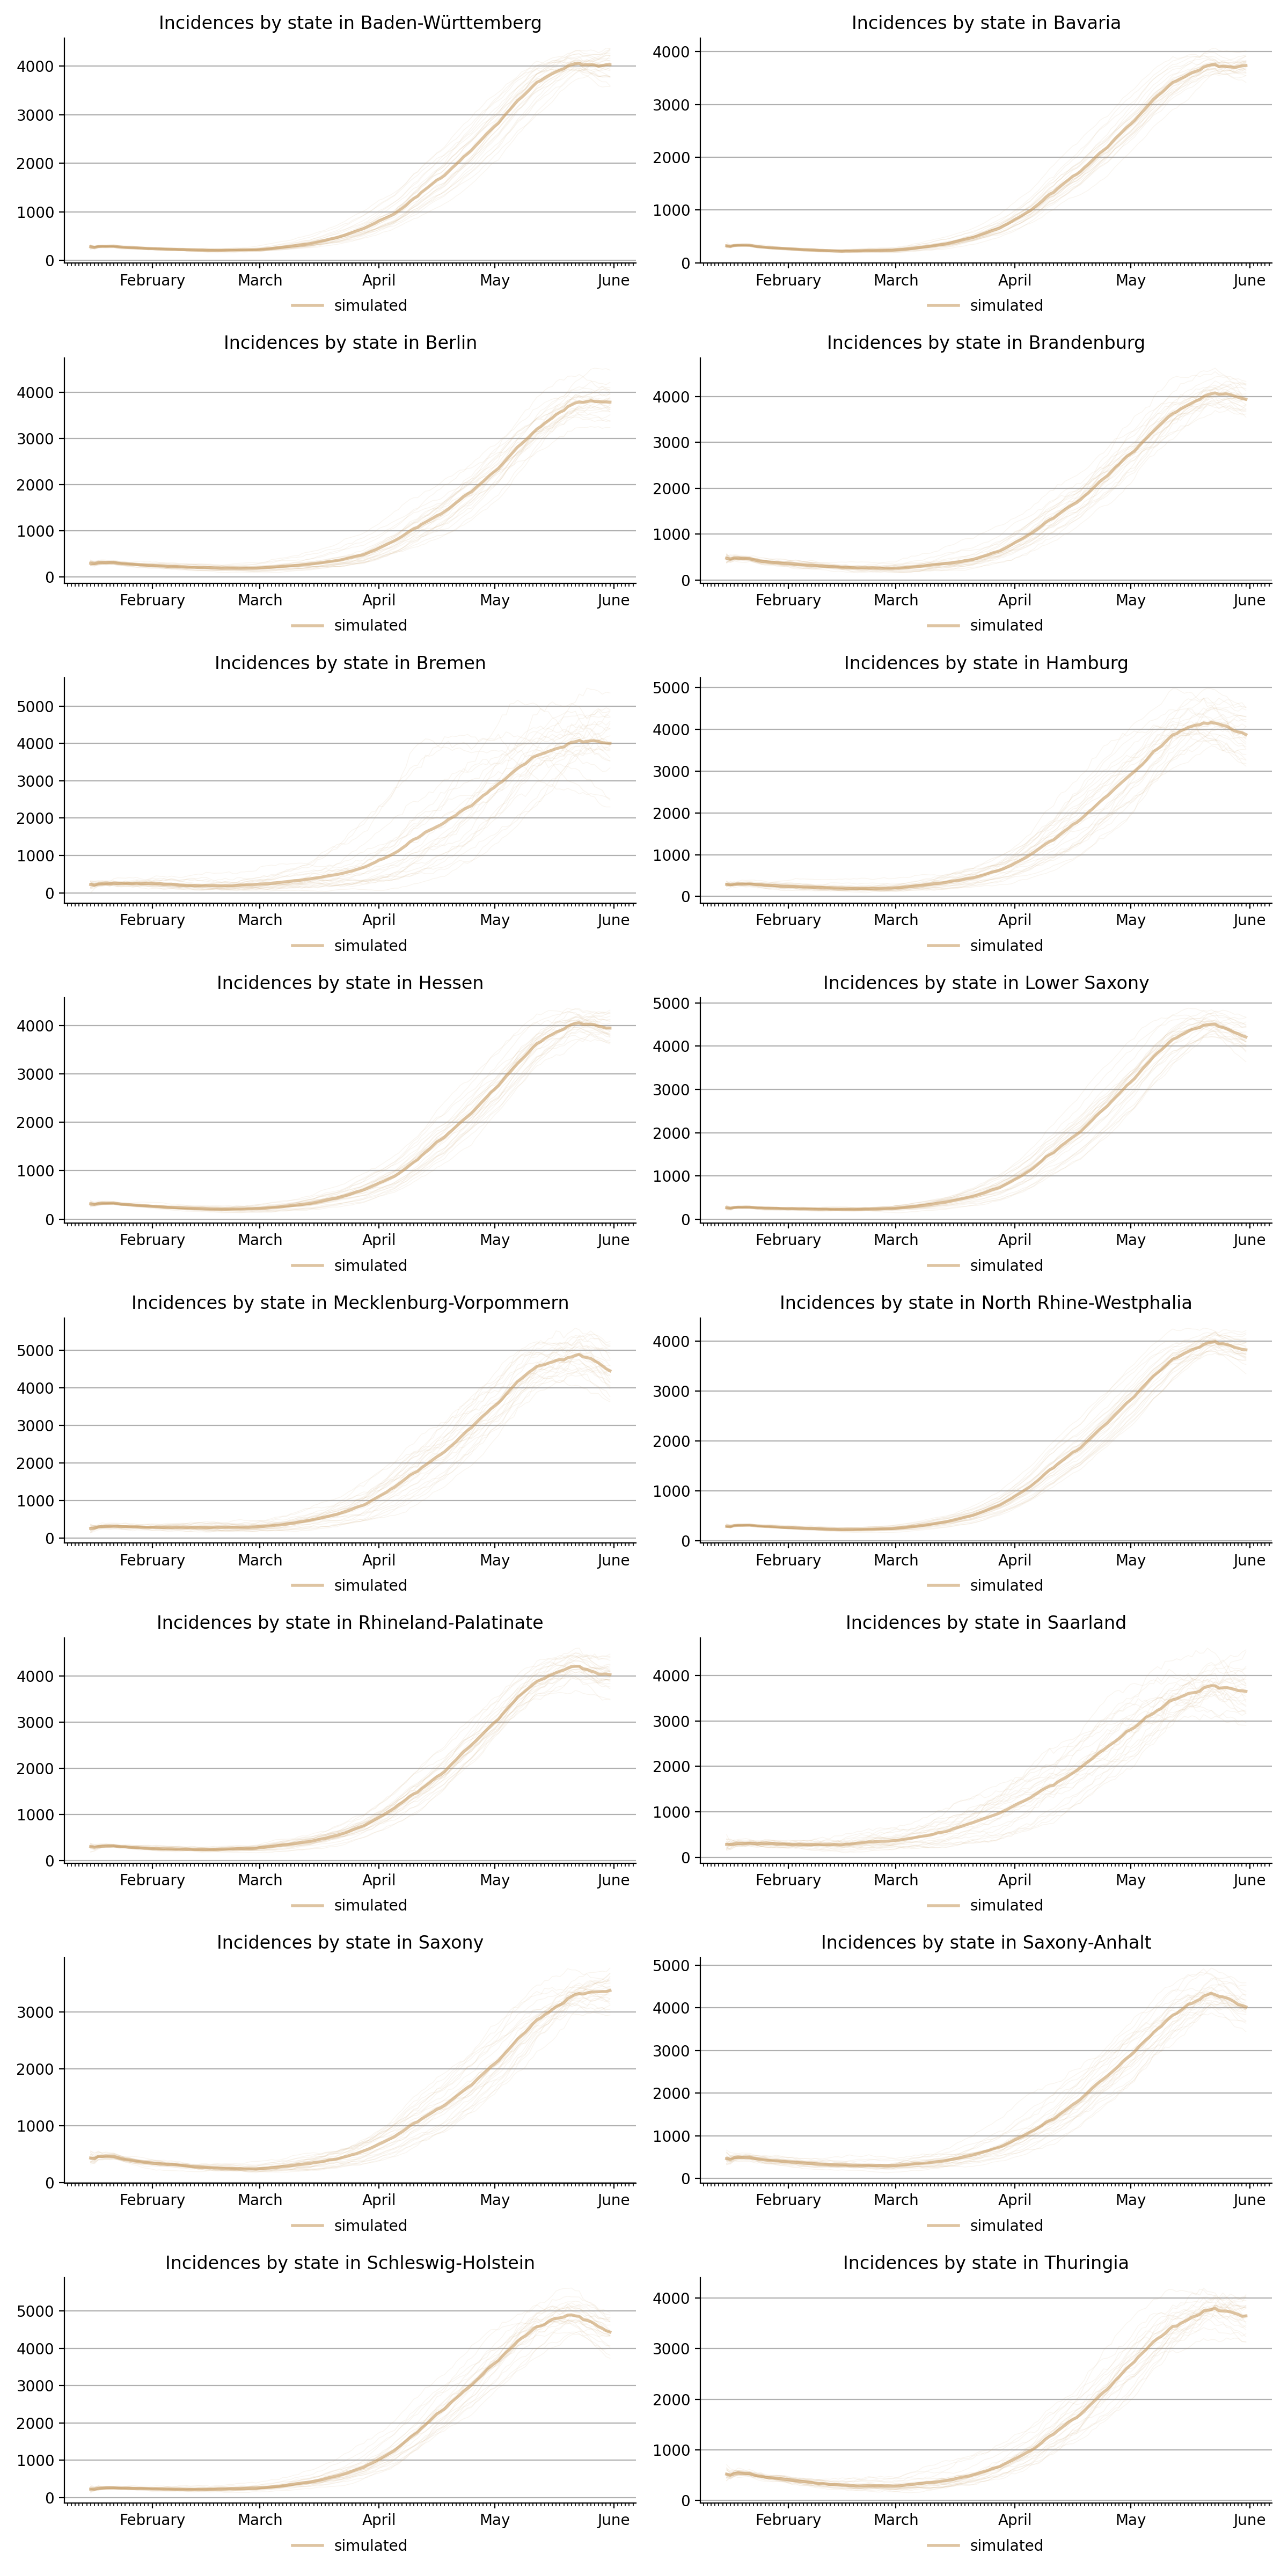 Incidences by state in Baden-Württemberg
4000
3000
2000
1000
0
February March April May June
simulated
Incidences by state in Bavaria
4000
3000
2000
1000
0
February March April May June
simulated
Incidences by state in Berlin
4000
3000
2000
1000
0
February March April May June
simulated
Incidences by state in Brandenburg
4000
3000
2000
1000
0
February March April May June
simulated
Incidences by state in Bremen
5000
4000
3000
2000
1000
0
February March April May June
simulated
Incidences by state in Hamburg
5000
4000
3000
2000
1000
0
February March April May June
simulated
Incidences by state in Hessen
4000
3000
2000
1000
0
February March April May June
simulated
Incidences by state in Lower Saxony
5000
4000
3000
2000
1000
0
February March April May June
simulated
Incidences by state in Mecklenburg-Vorpommern
5000
4000
3000
2000
1000
0
February March April May June
simulated
Incidences by state in North Rhine-Westphalia
4000
3000
2000
1000
0
February March April May June
simulated
Incidences by state in Rhineland-Palatinate
4000
3000
2000
1000
0
February March April May June
simulated
Incidences by state in Saarland
4000
3000
2000
1000
0
February March April May June
simulated
Incidences by state in Saxony
3000
2000
1000
0
February March April May June
simulated
Incidences by state in Saxony-Anhalt
5000
4000
3000
2000
1000
0
February March April May June
simulated
Incidences by state in Schleswig-Holstein
5000
4000
3000
2000
1000
0
February March April May June
simulated
Incidences by state in Thuringia
4000
3000
2000
1000
0
February March April May June
simulated